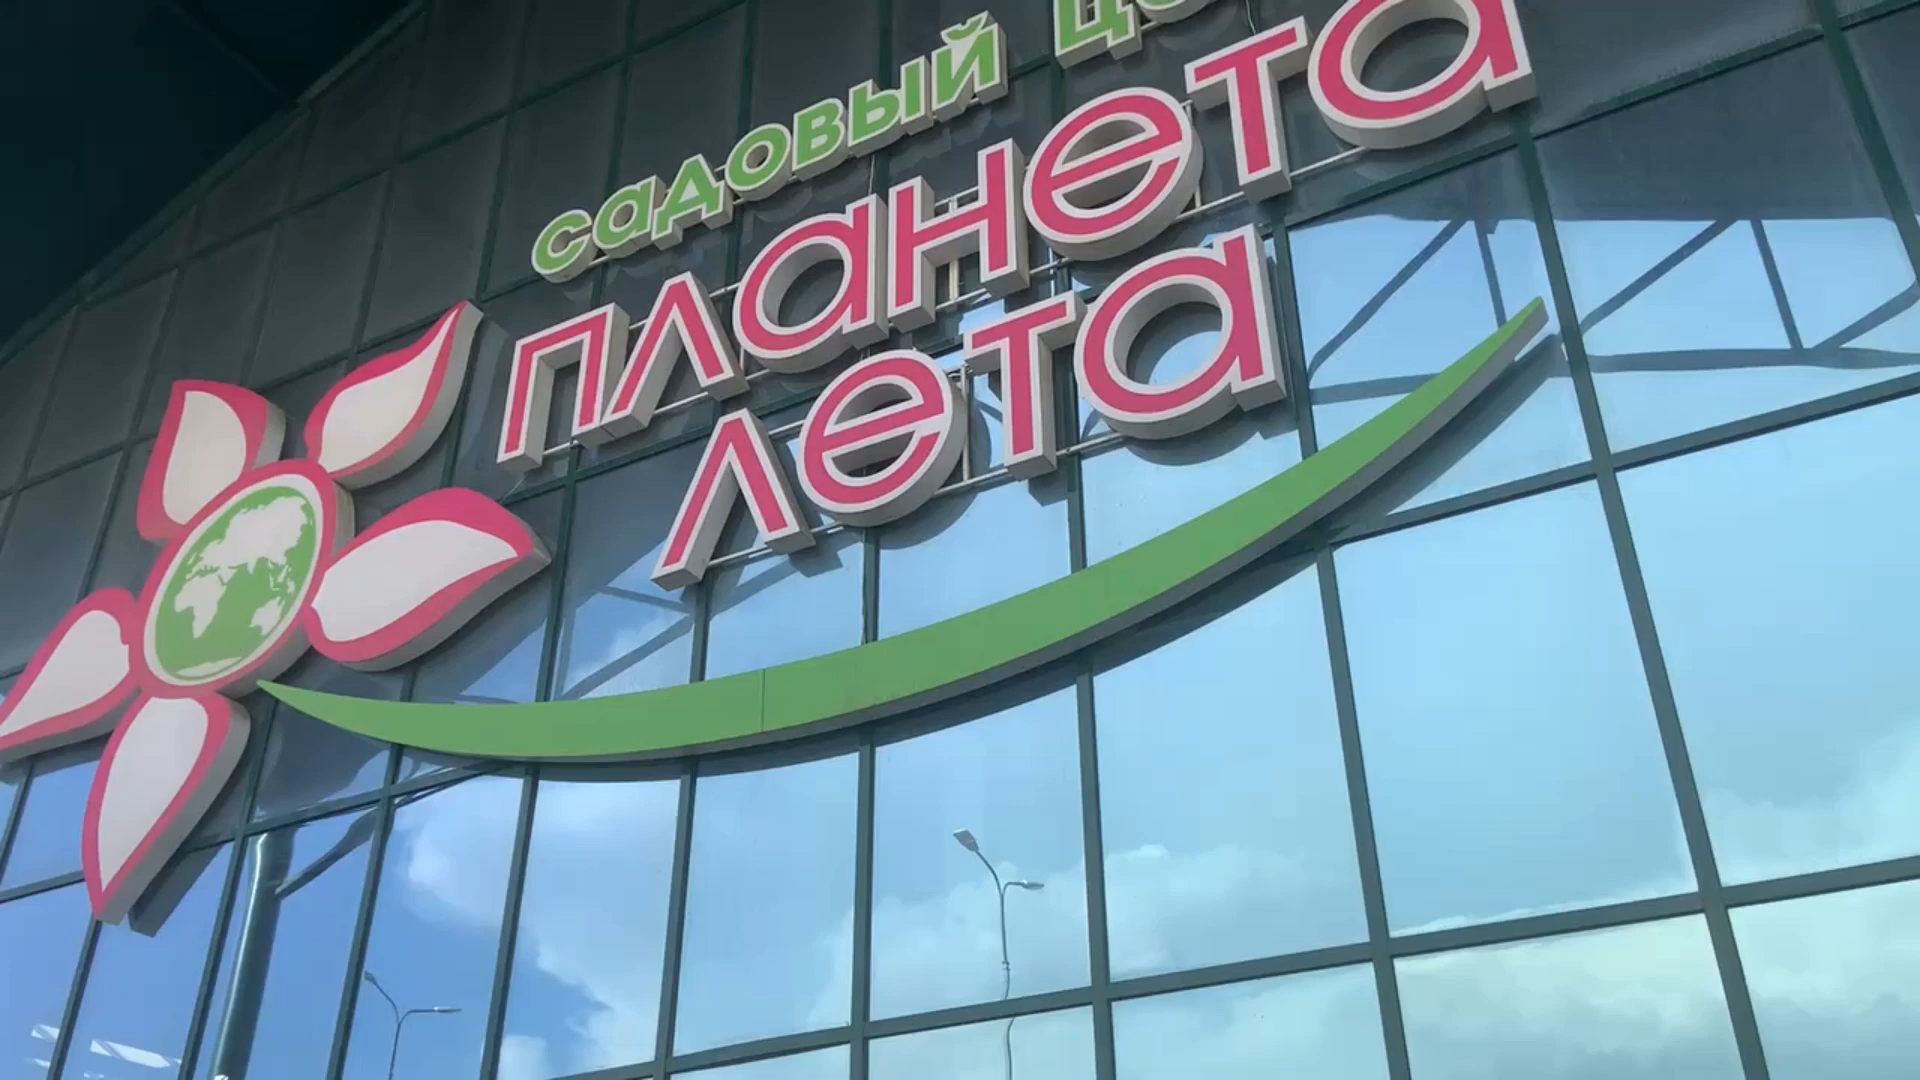 садовый
планета
лета